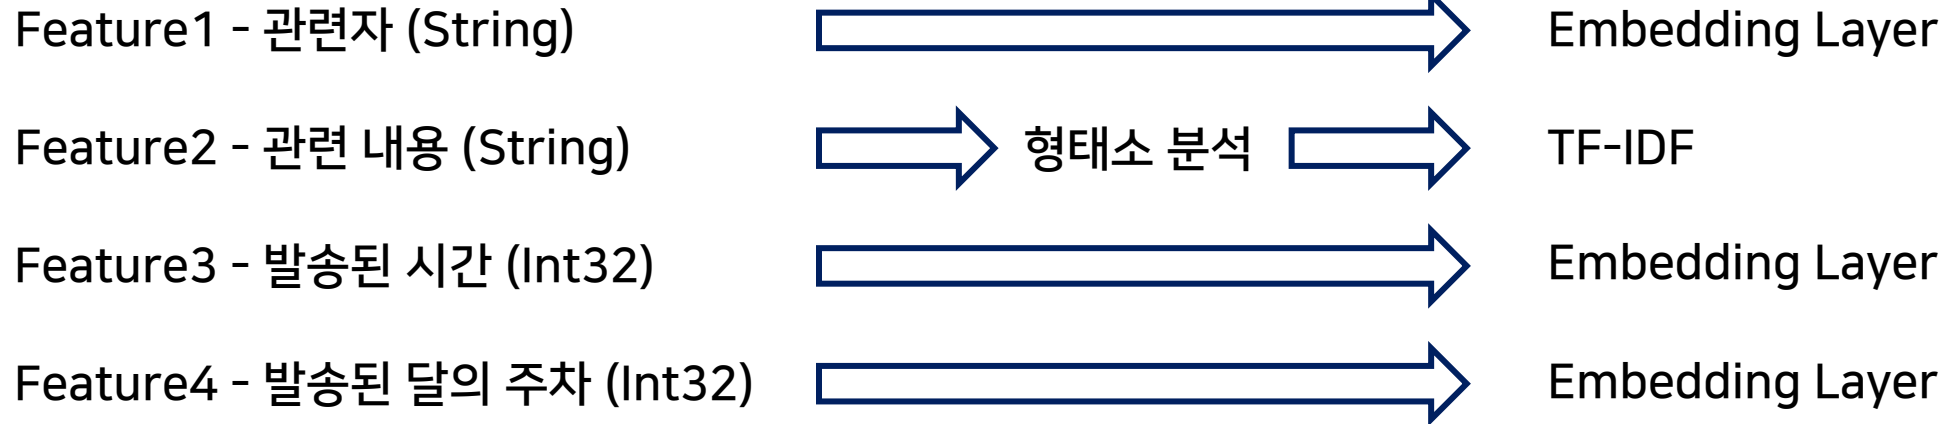 Feature1 - 관련자 (String) Embedding Layer
Feature2 - 관련 내용 (String) 형태소 분석 TF-IDF
Feature3 - 발송된 시간 (Int32) Embedding Layer
Feature4 - 발송된 달의 주차 (Int32) Embedding Layer